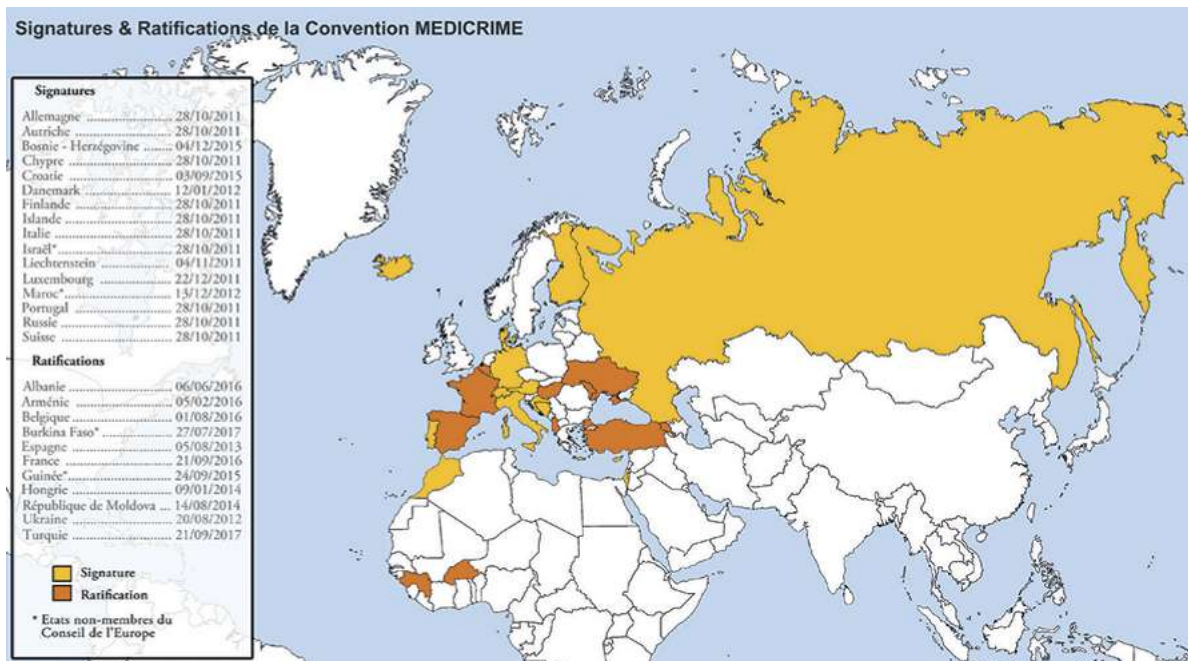 Signatures & Ratifications de la Convention MEDICRIME
Signatures
Allemagne ........................ 28/10/2011
Autriche ........................... 28/10/2011
Bosnie - Herzégovine ........ 04/12/2015
Chypre ............................. 28/10/2011
Croatie ............................. 03/09/2015
Danemark ........................ 12/01/2012
Finlande ........................... 28/10/2011
Islande ............................. 28/10/2011
Italie ................................ 28/10/2011
Israël* ............................... 28/10/2011
Liechtenstein .................... 04/11/2011
Luxembourg ..................... 22/12/2011
Maroc* ............................. 13/12/2012
Portugal ........................... 28/10/2011
Russie .............................. 28/10/2011
Suisse ............................... 28/10/2011
Ratifications
Albanie ............................ 06/06/2016
Arménie ........................... 05/02/2016
Belgique ........................... 01/08/2016
Burkina Faso* ................... 27/07/2017
Espagne ........................... 05/08/2013
France .............................. 21/09/2016
Guinée* ............................ 24/09/2015
Hongrie ........................... 09/01/2014
République de Moldova ... 14/08/2014
Ukraine ............................ 20/08/2012
Turquie ............................ 21/09/2017
Signature
Ratification
* Etats non-membres du
Conseil de l'Europe